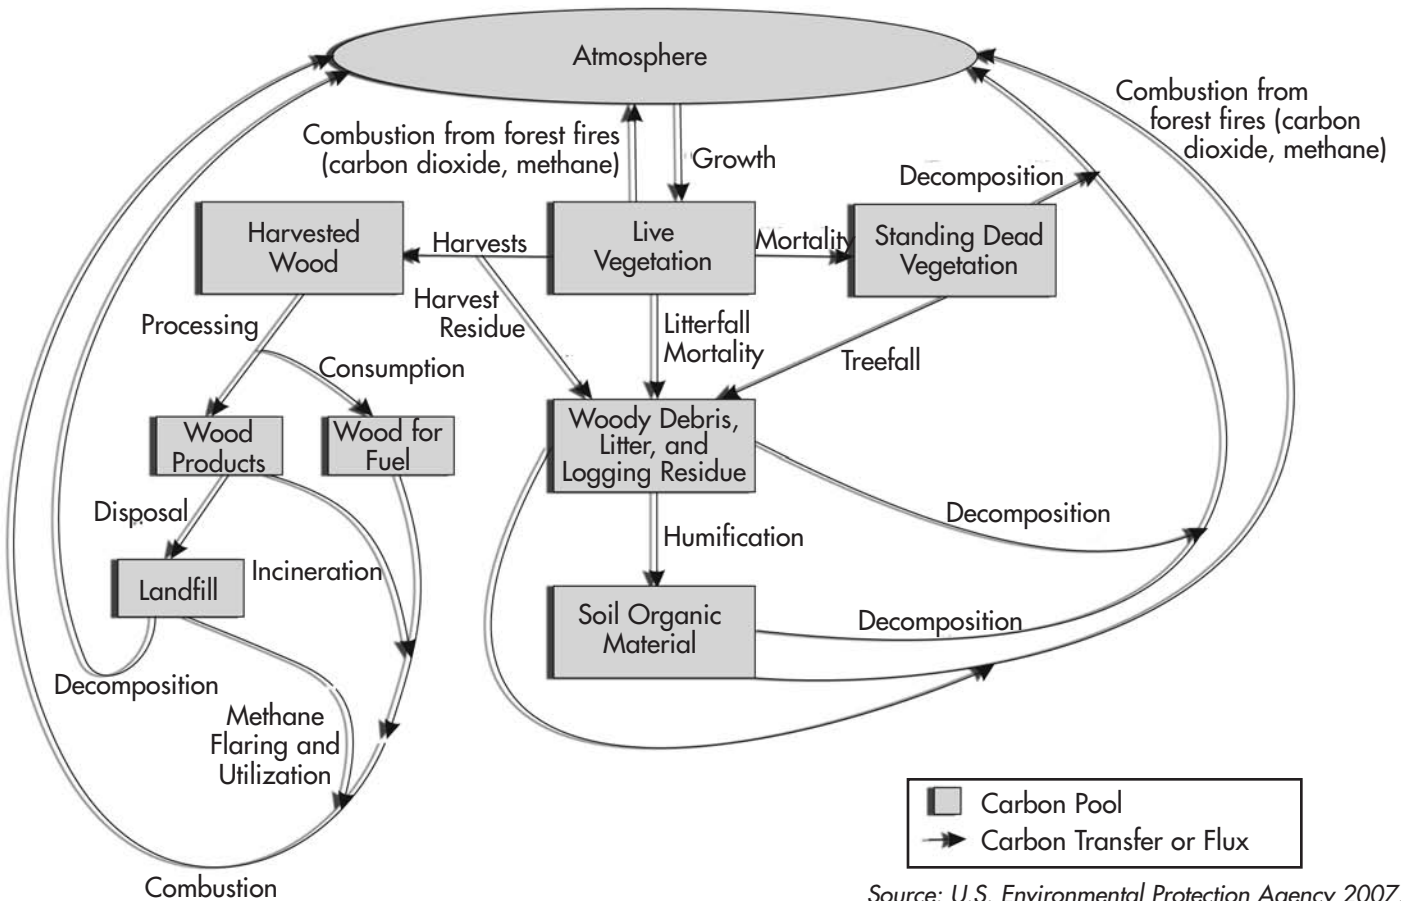 Atmosphere
Combustion from forest fires
(carbon dioxide, methane)
Growth
Combustion from
forest fires (carbon
dioxide, methane)
Decomposition
Harvested
Wood
Harvests
Live
Vegetation
Mortality
Standing Dead
Vegetation
Harvest
Residue
Processing
Litterfall
Mortality
Treefall
Consumption
Wood
Products
Wood for
Fuel
Woody Debris,
Litter, and
Logging Residue
Disposal
Decomposition
Humification
Incineration
Landfill
Soil Organic
Material
Decomposition
Decomposition
Methane
Flaring and
Utilization
Combustion
Carbon Pool
Carbon Transfer or Flux
Source: U.S. Environmental Protection Agency 2007.